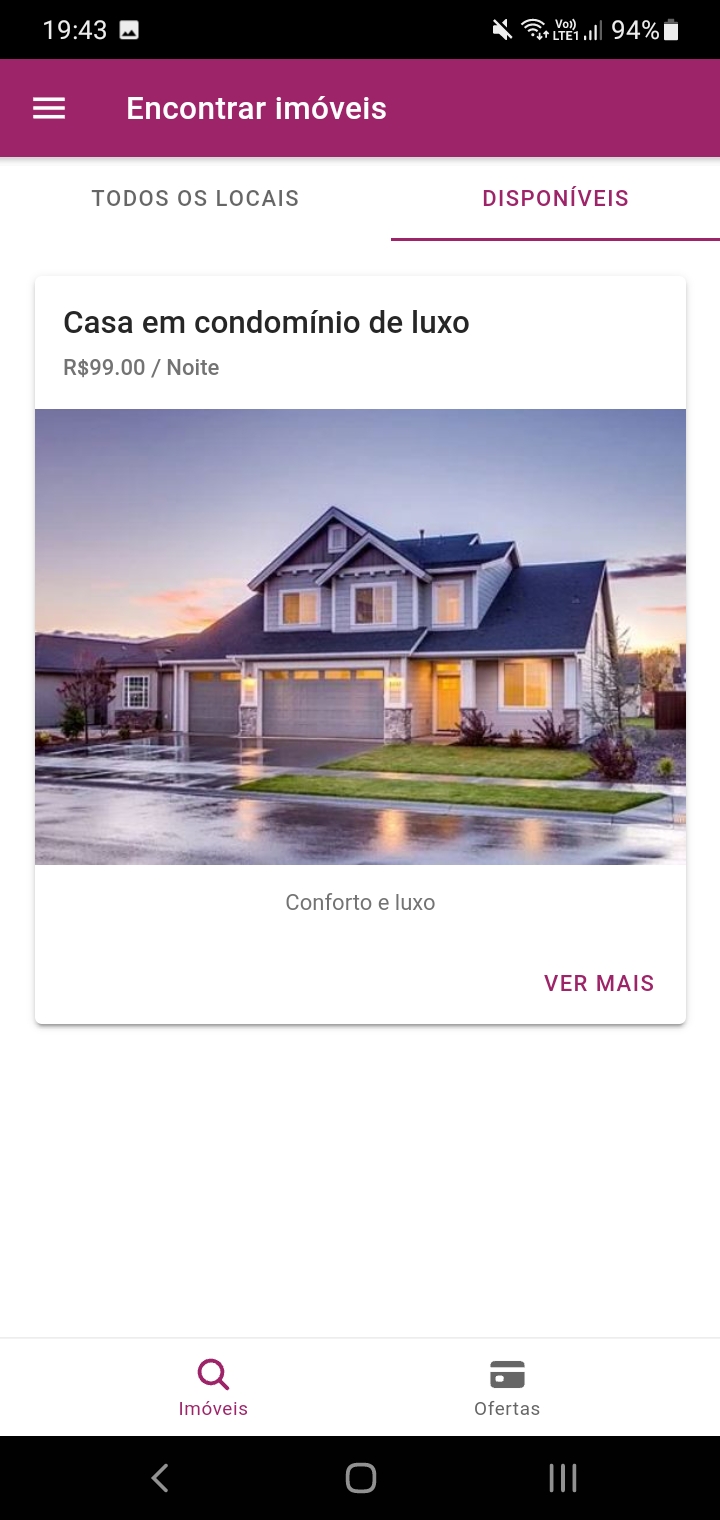 19:43 Vo)) LTE1 94%
Encontrar imóveis
TODOS OS LOCAIS DISPONÍVEIS
Casa em condomínio de luxo
R$99.00 / Noite
Conforto e luxo
VER MAIS
Imóveis Ofertas